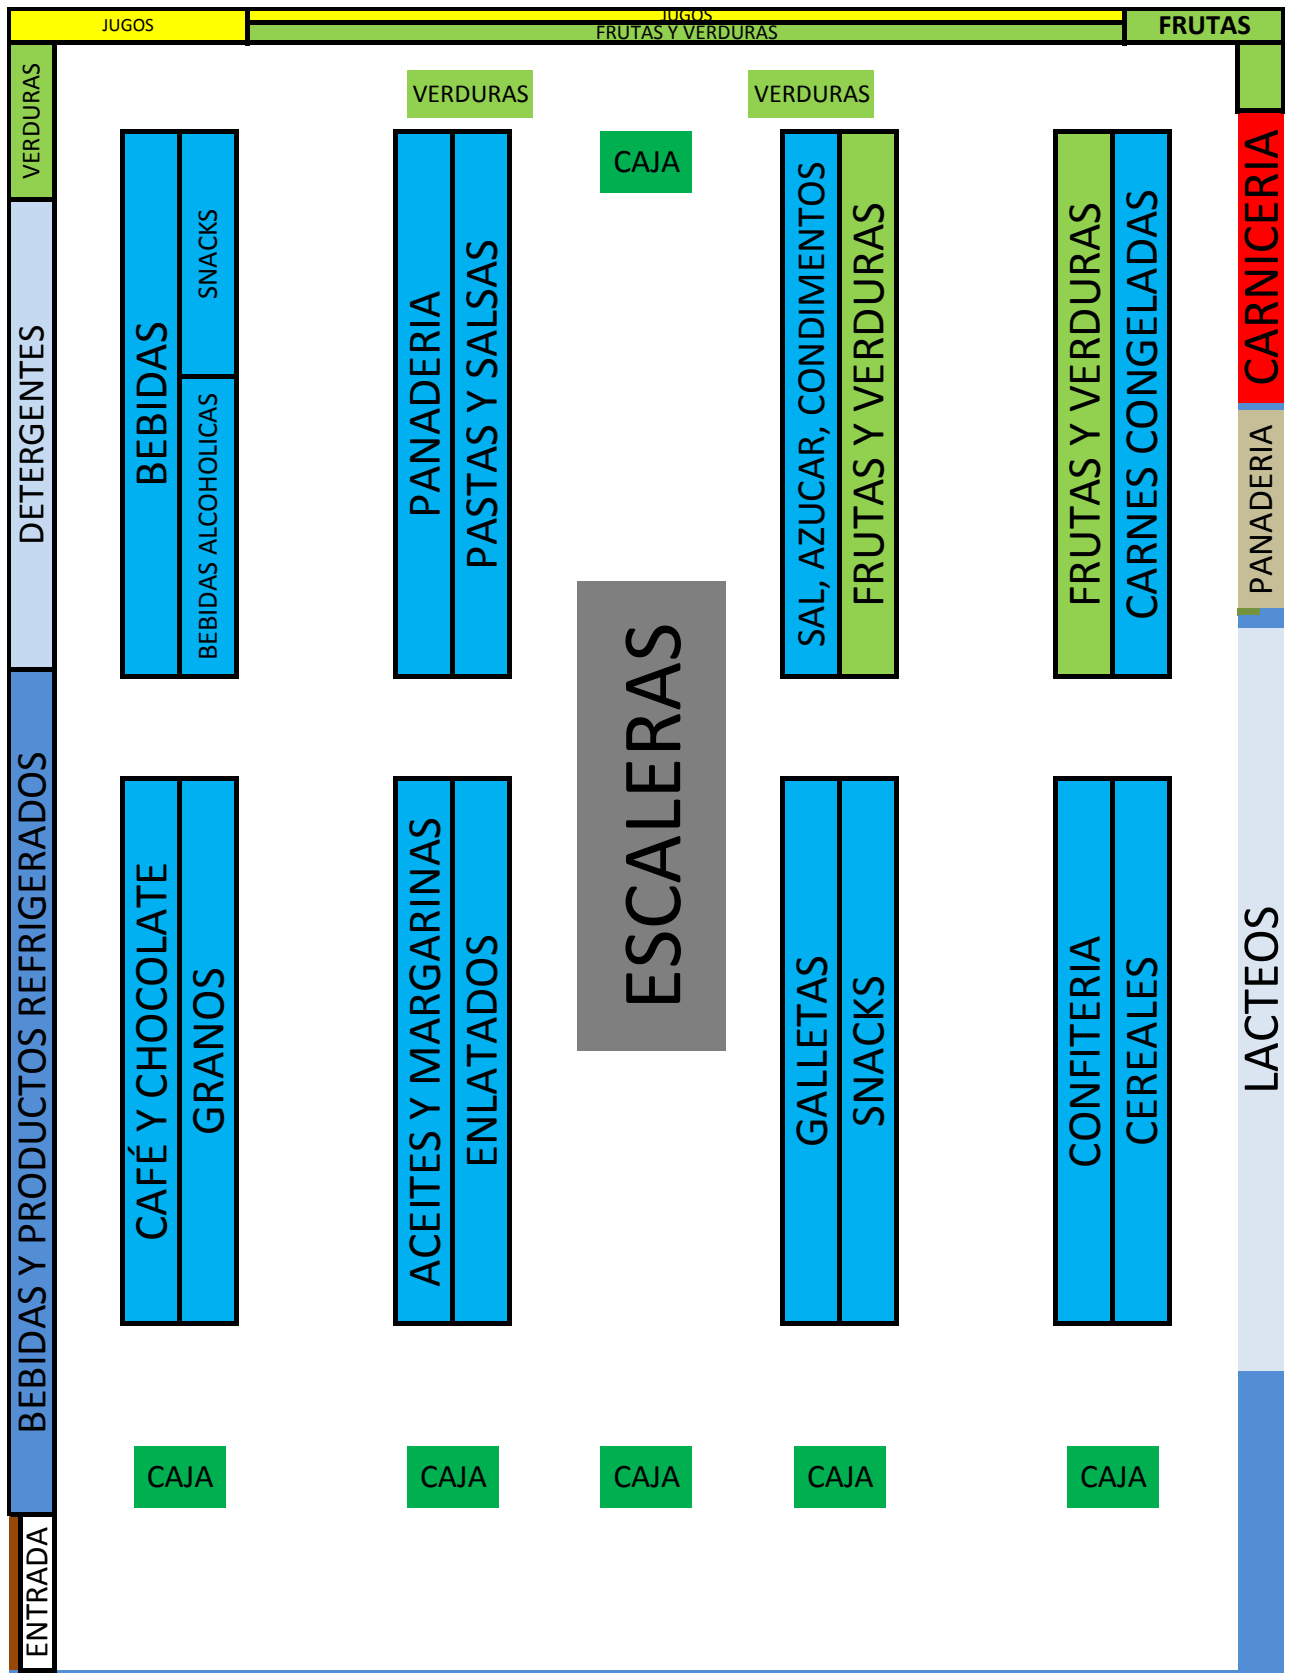 JUGOS
JUGOS
FRUTAS Y VERDURAS
FRUTAS
VERDURAS
VERDURAS
VERDURAS
CAJA
DETERGENTES
BEBIDAS
SNACKS
BEBIDAS ALCOHOLICAS
PANADERIA
PASTAS Y SALSAS
SAL, AZUCAR, CONDIMENTOS
FRUTAS Y VERDURAS
FRUTAS Y VERDURAS
CARNES CONGELADAS
CARNICERIA
PANADERIA
ESCALERAS
BEBIDAS Y PRODUCTOS REFRIGERADOS
CAFÉ Y CHOCOLATE
GRANOS
ACEITES Y MARGARINAS
ENLATADOS
GALLETAS
SNACKS
CONFITERIA
CEREALES
LACTEOS
CAJA
CAJA
CAJA
CAJA
CAJA
ENTRADA